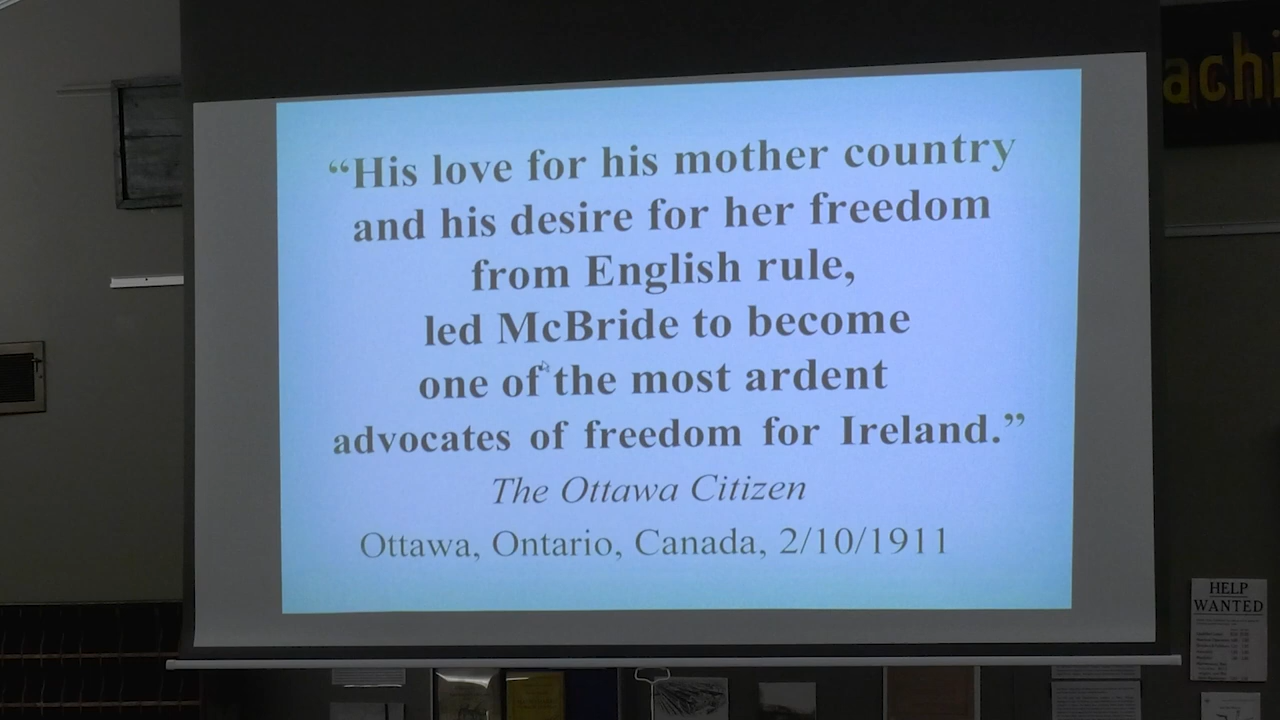 “His love for his mother country
and his desire for her freedom
from English rule,
led McBride to become
one of the most ardent
advocates of freedom for Ireland.”
The Ottawa Citizen
Ottawa, Ontario, Canada, 2/10/1911
achi
HELP
WANTED